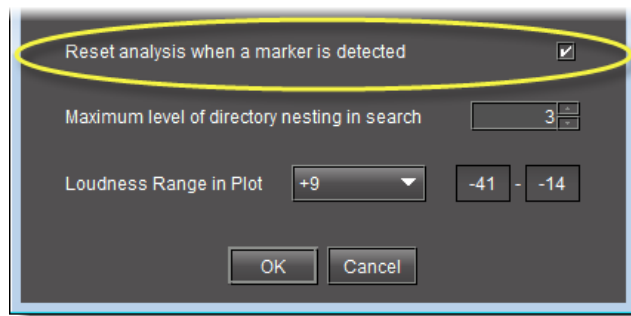 Reset analysis when a marker is detected
Maximum level of directory nesting in search 3
Loudness Range in Plot +9 -41 - -14
OK Cancel